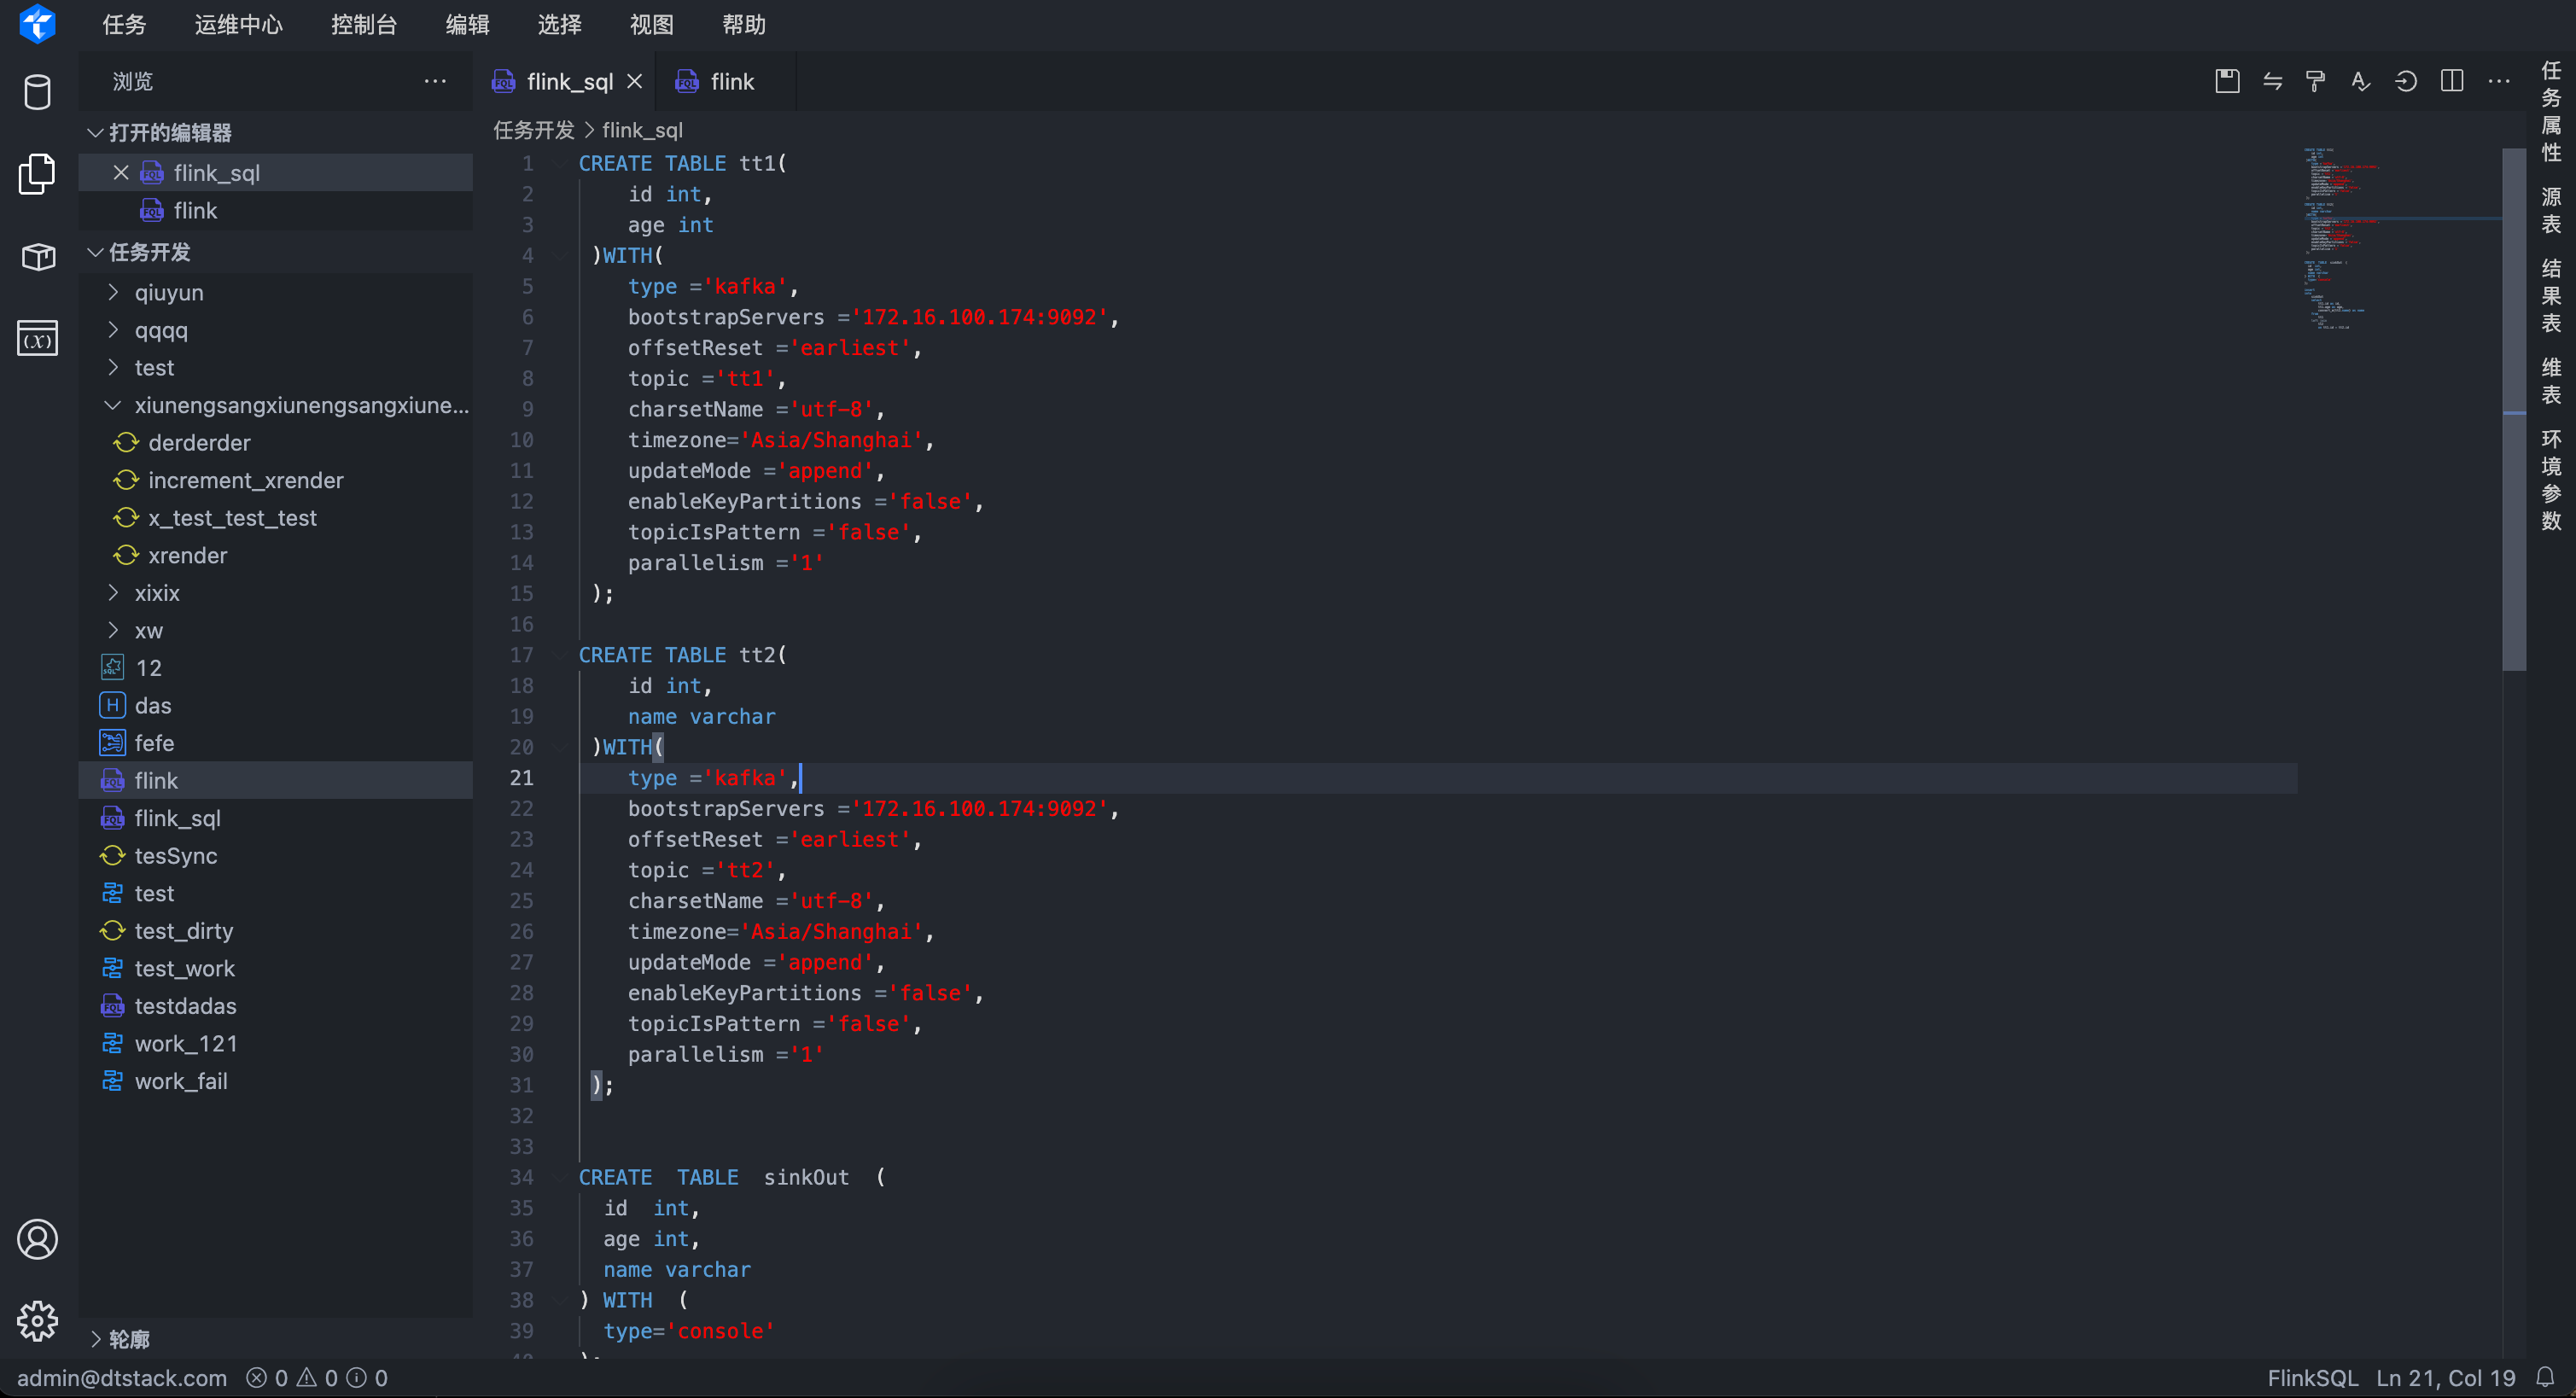 任务 运维中心 控制台 编辑 选择 视图 帮助
浏览
打开的编辑器
flink_sql
flink
任务开发
qiuyun
qqqq
test
xiunengsangxiunengsangxiune...
derderder
increment_xrender
x_test_test_test
xrender
xixix
xw
12
das
fefe
flink
flink_sql
tesSync
test
test_dirty
test_work
testdadas
work_121
work_fail
轮廓
flink_sql flink
任务开发 > flink_sql
1 CREATE TABLE tt1(
2 id int,
3 age int
4 )WITH(
5 type ='kafka',
6 bootstrapServers ='172.16.100.174:9092',
7 offsetReset ='earliest',
8 topic ='tt1',
9 charsetName ='utf-8',
10 timezone='Asia/Shanghai',
11 updateMode ='append',
12 enableKeyPartitions ='false',
13 topicIsPattern ='false',
14 parallelism ='1'
15 );
16
17 CREATE TABLE tt2(
18 id int,
19 name varchar
20 )WITH(
21 type ='kafka',
22 bootstrapServers ='172.16.100.174:9092',
23 offsetReset ='earliest',
24 topic ='tt2',
25 charsetName ='utf-8',
26 timezone='Asia/Shanghai',
27 updateMode ='append',
28 enableKeyPartitions ='false',
29 topicIsPattern ='false',
30 parallelism ='1'
31 );
32
33
34 CREATE  TABLE  sinkOut  (
35 id  int,
36 age int,
37 name varchar
38 ) WITH  (
39 type='console'
任务属性
源表
结果表
维表
环境参数
admin@dtstack.com 0 0 0
FlinkSQL Ln 21, Col 19